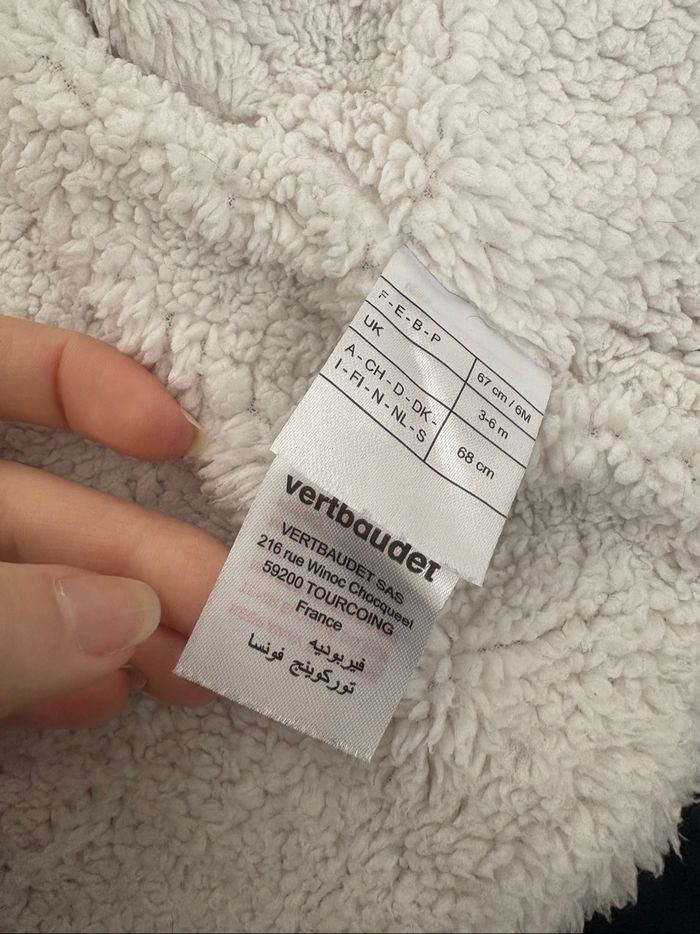 F - E - B - P 67 cm / 6M
UK 3-6 m
A - CH - D - DK - 68 cm
I - FI - N - NL - S
vertbaudet
VERTBAUDET SAS
216 rue Winoc Chocqueel
59200 TOURCOING
France
فيربوديه
توركوينج فونسا